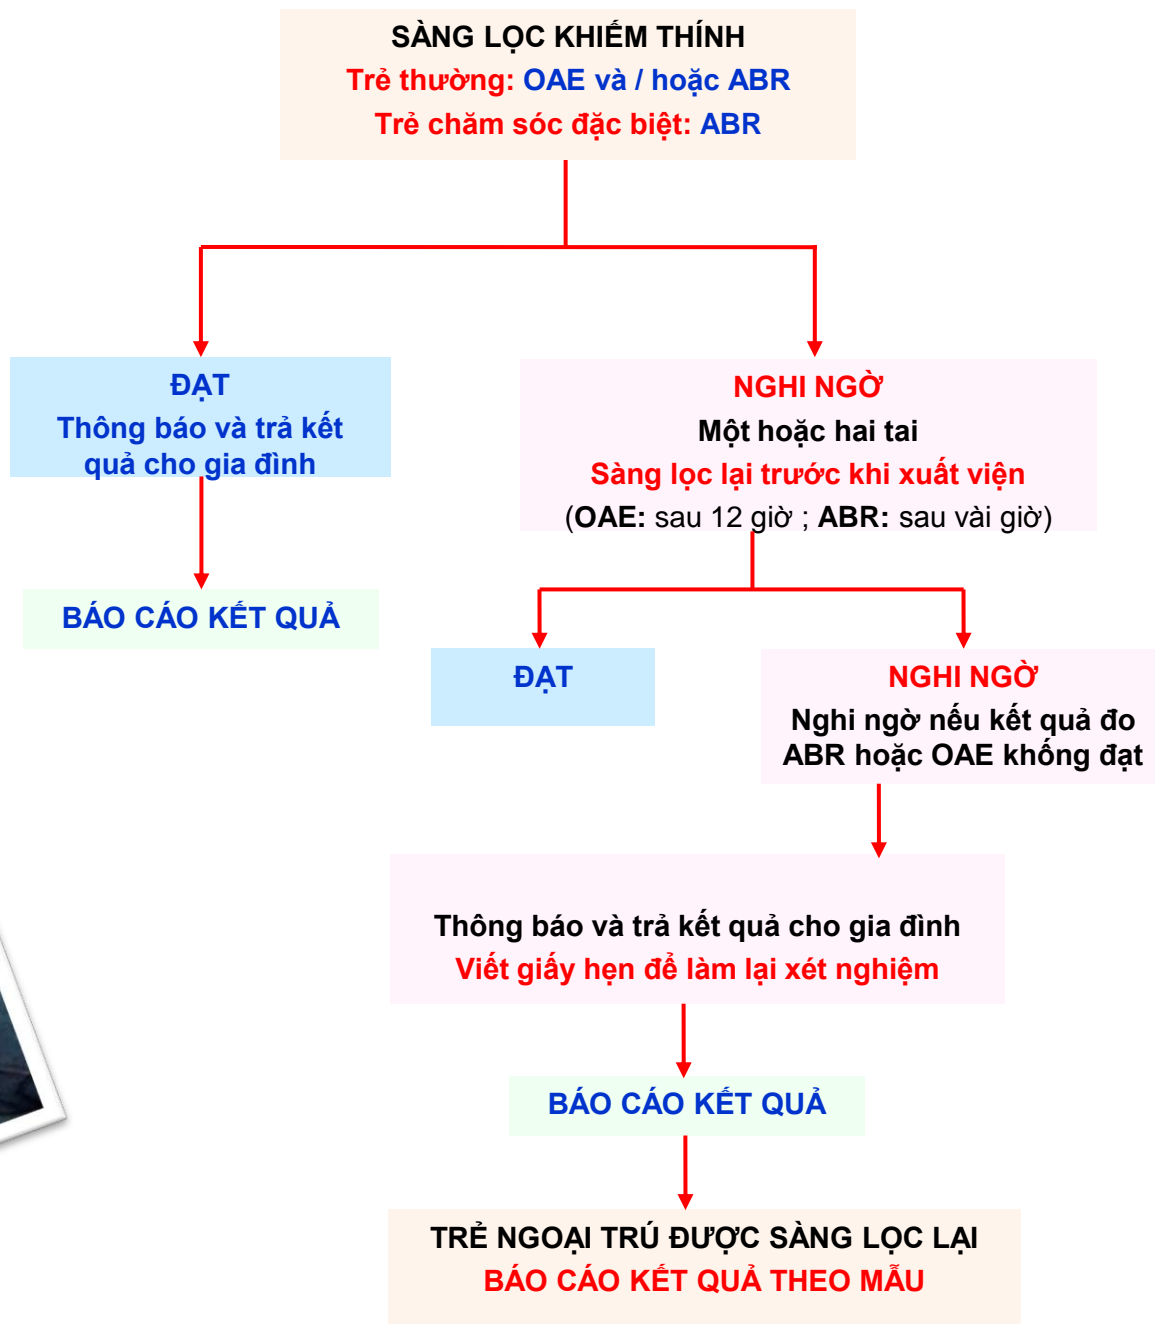 SÀNG LỌC KHIẾM THÍNH
Trẻ thường: OAE và / hoặc ABR
Trẻ chăm sóc đặc biệt: ABR
ĐẠT
Thông báo và trả kết
quả cho gia đình
NGHI NGỜ
Một hoặc hai tai
Sàng lọc lại trước khi xuất viện
(OAE: sau 12 giờ ; ABR: sau vài giờ)
BÁO CÁO KẾT QUẢ
ĐẠT
NGHI NGỜ
Nghi ngờ nếu kết quả đo
ABR hoặc OAE khống đạt
Thông báo và trả kết quả cho gia đình
Viết giấy hẹn để làm lại xét nghiệm
BÁO CÁO KẾT QUẢ
TRẺ NGOẠI TRÚ ĐƯỢC SÀNG LỌC LẠI
BÁO CÁO KẾT QUẢ THEO MẪU